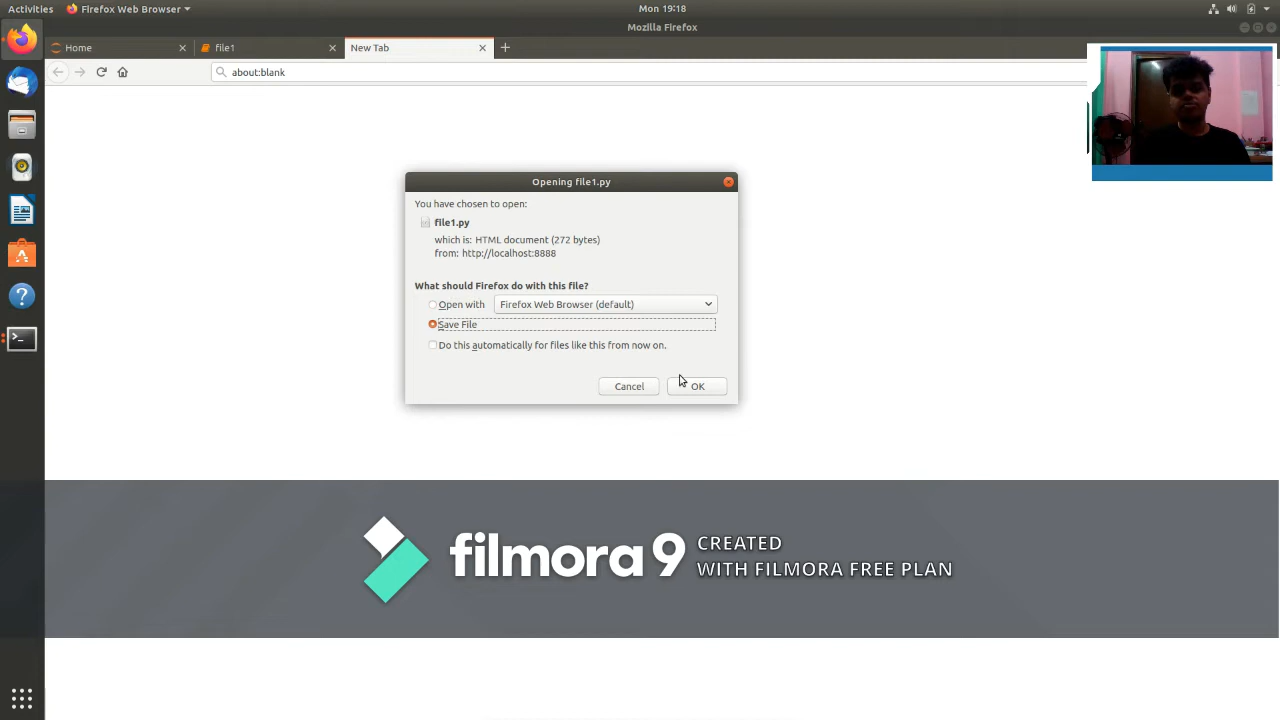 Activities
Firefox Web Browser
Mon 19:18
Mozilla Firefox
Home
file1
New Tab
about:blank
Opening file1.py
You have chosen to open:
file1.py
which is: HTML document (272 bytes)
from: http://localhost:8888
What should Firefox do with this file?
Open with
Firefox Web Browser (default)
Save File
Do this automatically for files like this from now on.
Cancel
OK
filmora 9
CREATED
WITH FILMORA FREE PLAN